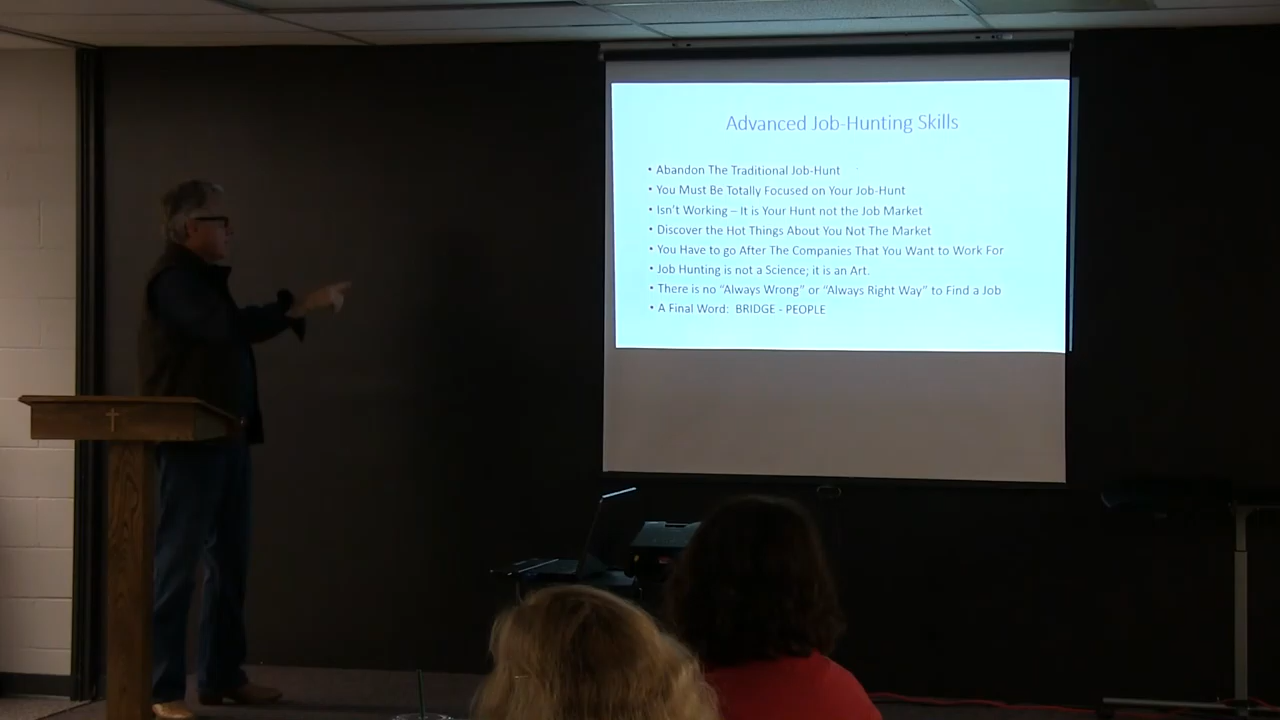 Advanced Job-Hunting Skills
• Abandon The Traditional Job-Hunt
• You Must Be Totally Focused on Your Job-Hunt
• Isn't Working – It is Your Hunt not the Job Market
• Discover the Hot Things About You Not The Market
• You Have to go After The Companies That You Want to Work For
• Job Hunting is not a Science; it is an Art.
• There is no “Always Wrong” or “Always Right Way” to Find a Job
• A Final Word:  BRIDGE - PEOPLE